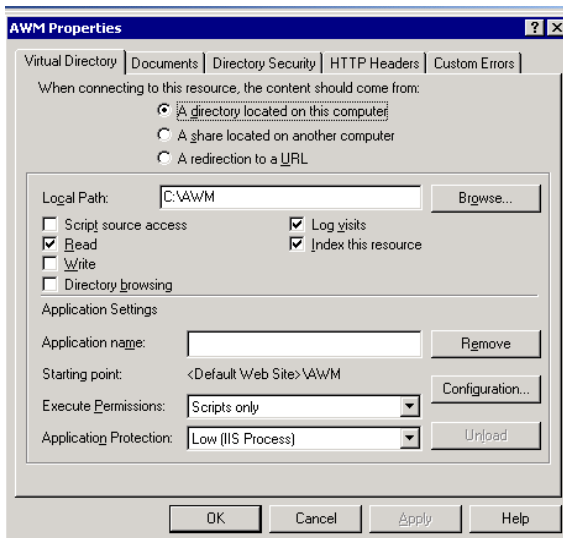 AWM Properties
Virtual Directory Documents Directory Security HTTP Headers Custom Errors
When connecting to this resource, the content should come from:
A directory located on this computer
A share located on another computer
A redirection to a URL
Local Path: C:\AWM Browse...
Script source access Log visits
Read Index this resource
Write
Directory browsing
Application Settings
Application name: Remove
Starting point: <Default Web Site>\AWM
Configuration...
Execute Permissions: Scripts only
Application Protection: Low (IIS Process) Unload
OK Cancel Apply Help